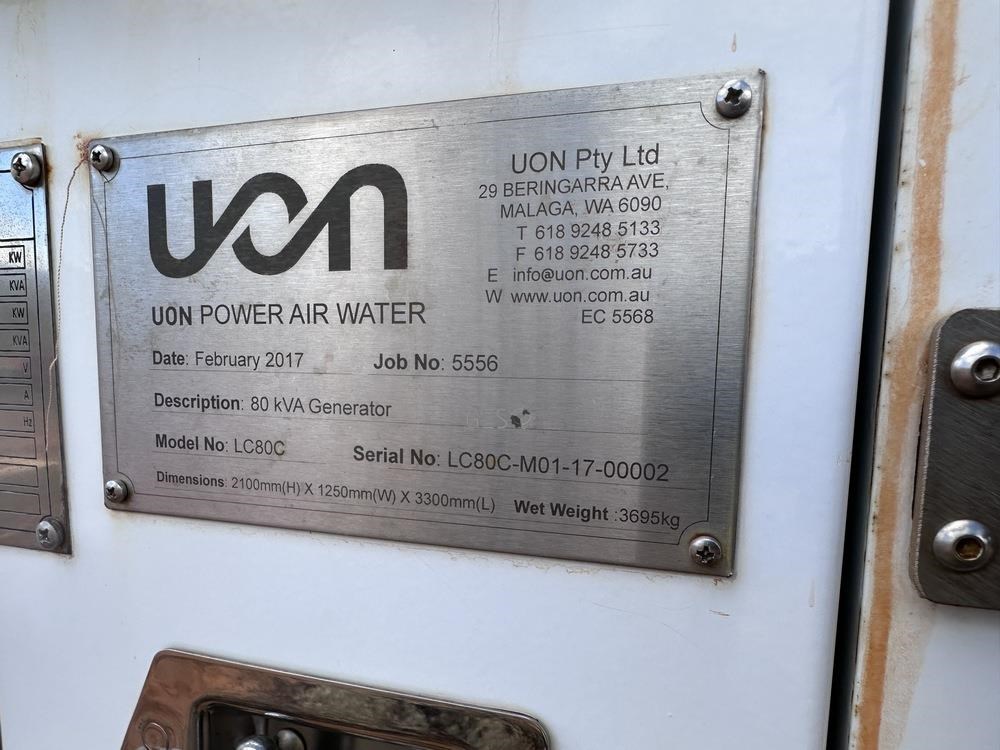 KW
KVA
KW
KVA
V
A
Hz
uon
UON POWER AIR WATER
UON Pty Ltd
29 BERINGARRA AVE,
MALAGA, WA 6090
T 618 9248 5133
F 618 9248 5733
E info@uon.com.au
W www.uon.com.au
EC 5568
Date: February 2017 Job No: 5556
Description: 80 kVA Generator
Model No: LC80C Serial No: LC80C-M01-17-00002
Dimensions: 2100mm(H) X 1250mm(W) X 3300mm(L) Wet Weight :3695kg